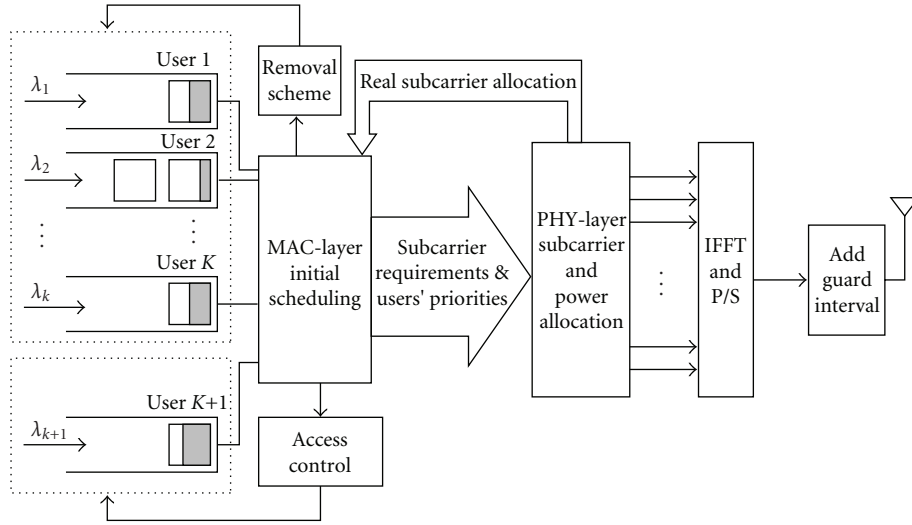 User 1
λ1
User 2
λ2
⋮
⋮
User K
λk
User K+1
λk+1
Removal
scheme
Real subcarrier allocation
MAC-layer
initial
scheduling
Subcarrier
requirements &
users' priorities
PHY-layer
subcarrier
and
power
allocation
⋮
IFFT
and
P/S
Add
guard
interval
Access
control